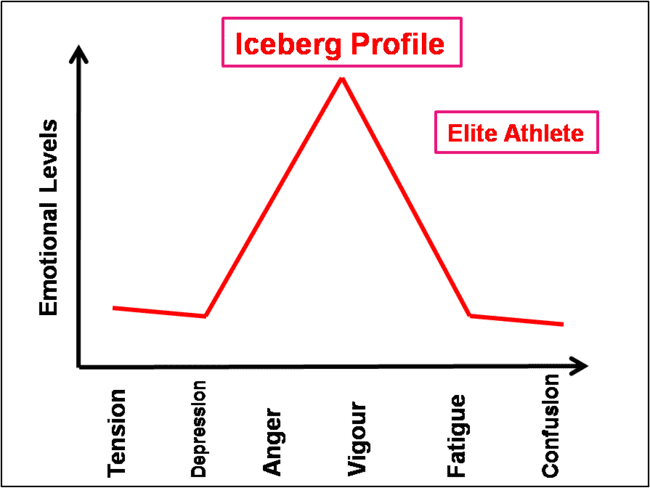 Iceberg Profile
Elite Athlete
Emotional Levels
Tension
Depression
Anger
Vigour
Fatigue
Confusion